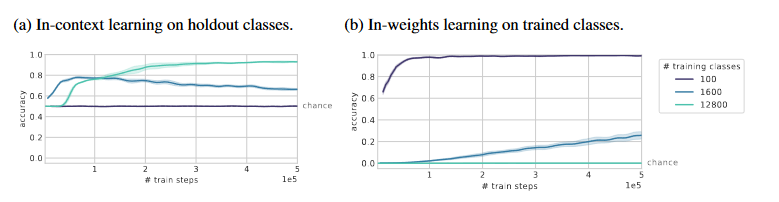 (a) In-context learning on holdout classes.
1.0
0.8
0.6
0.4
0.2
0.0
accuracy
chance
1 2 3 4 5
# train steps 1e5
(b) In-weights learning on trained classes.
1.0
0.8
0.6
0.4
0.2
0.0
accuracy
chance
1 2 3 4 5
# train steps 1e5
# training classes
100
1600
12800